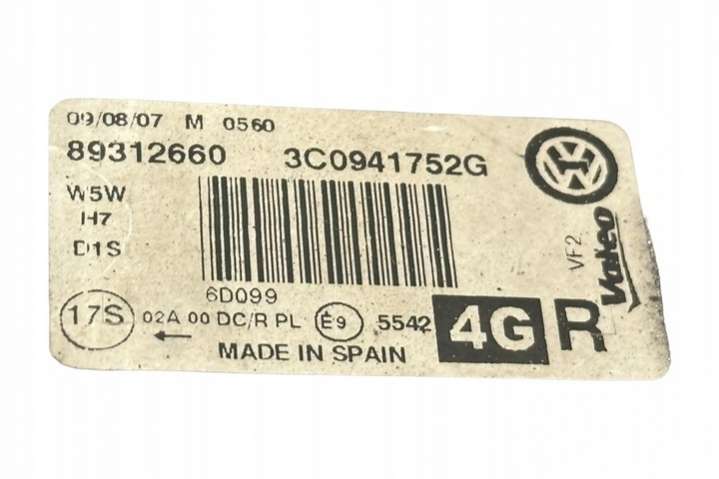 09/08/07 M 0560
89312660 3C0941752G
W5W
H7
D1S
6D099
VF2
Valeo
17S 02A 00 DC/R PL E9 5542 4G R
MADE IN SPAIN